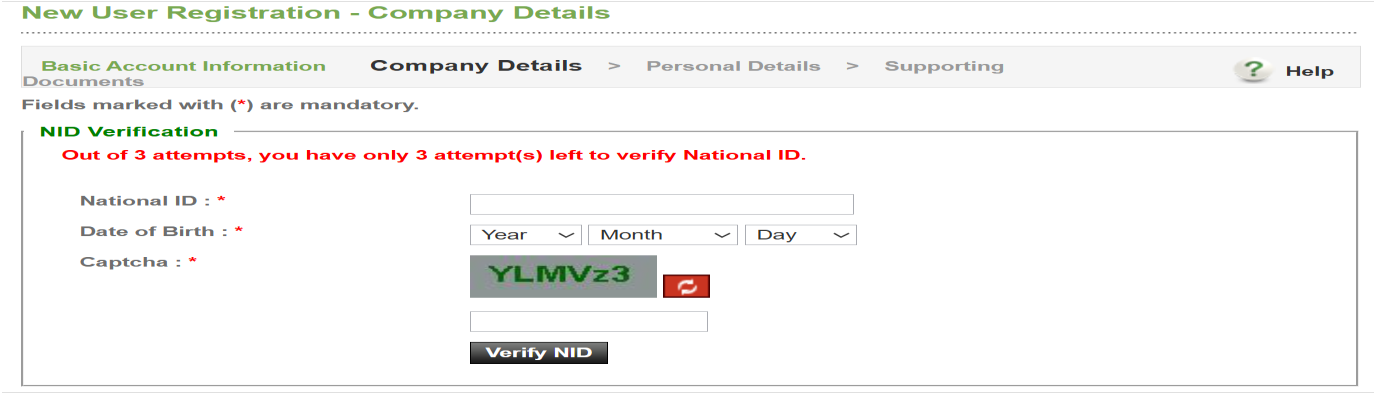 New User Registration - Company Details
Basic Account Information Company Details > Personal Details > Supporting
Documents
? Help
Fields marked with (*) are mandatory.
NID Verification
Out of 3 attempts, you have only 3 attempt(s) left to verify National ID.
National ID : *
Date of Birth : * Year Month Day
Captcha : * YLMVz3
Verify NID